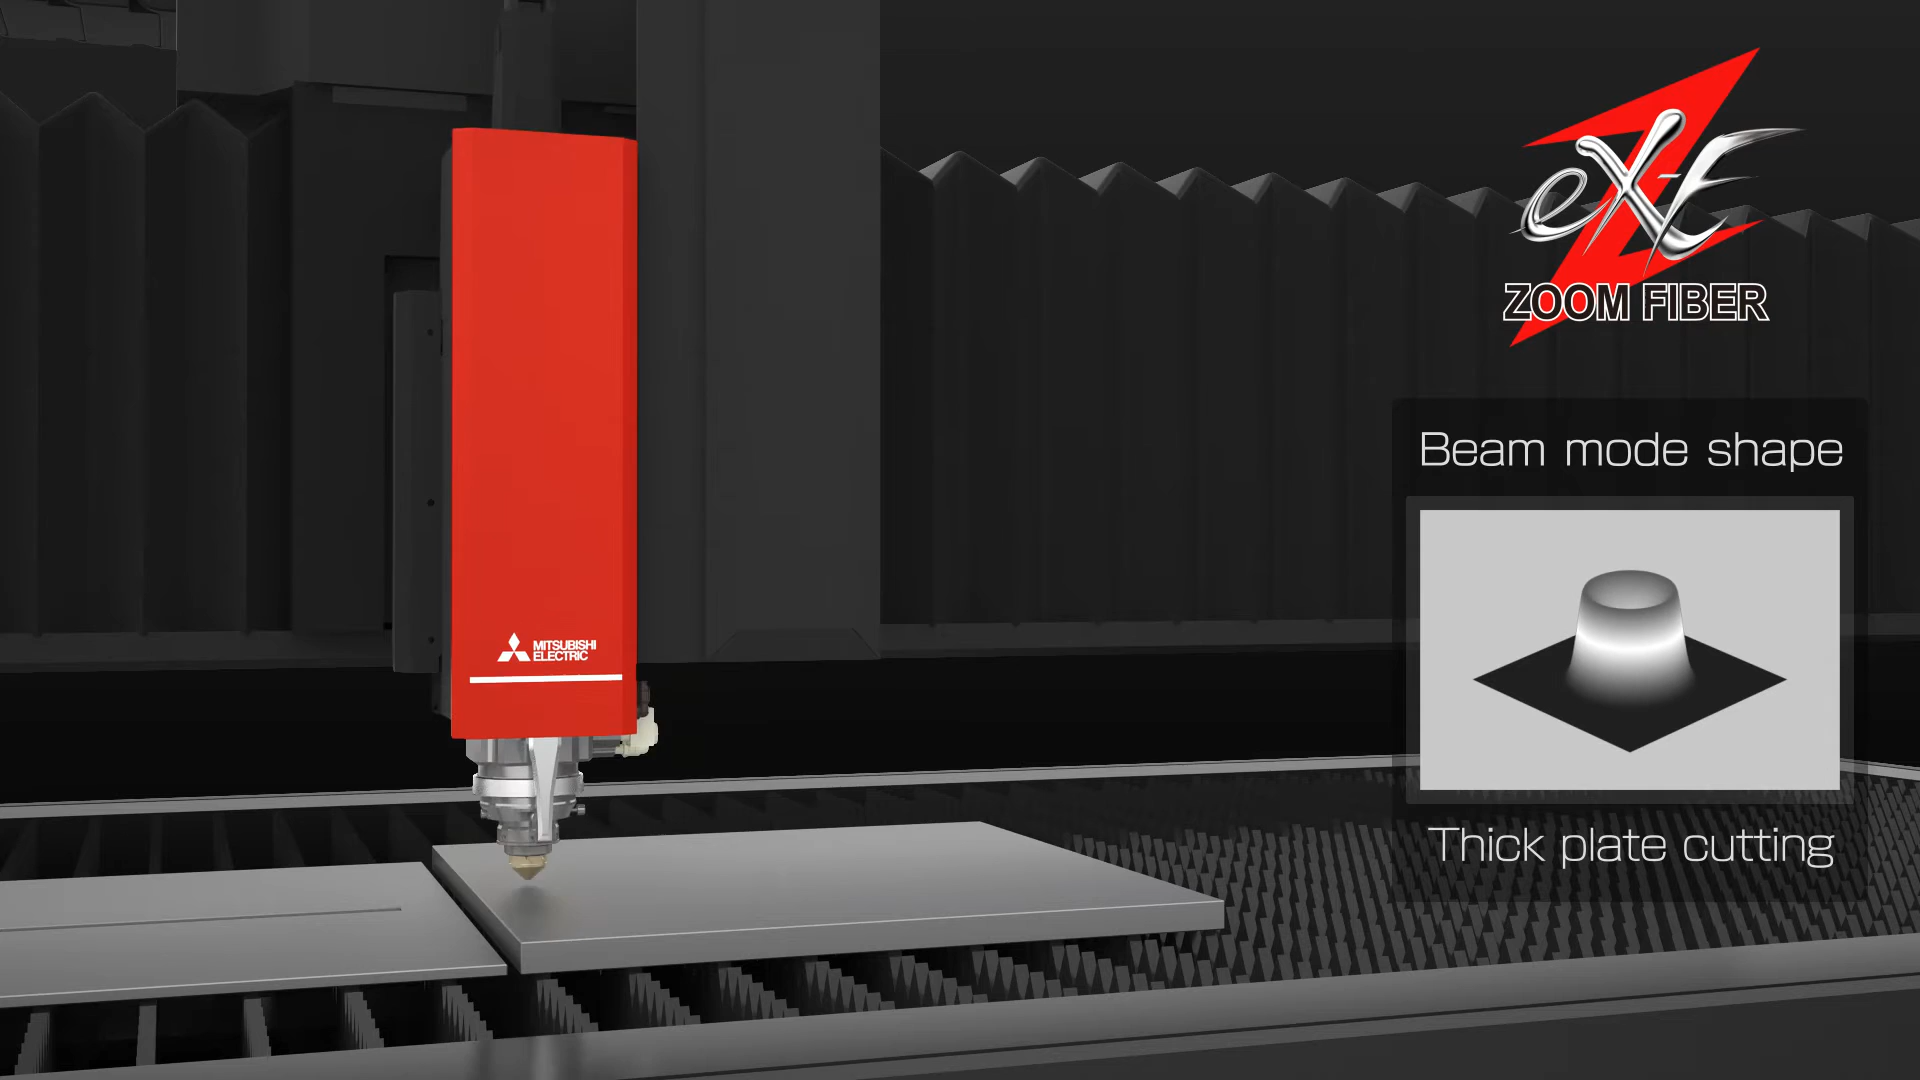 eX-F
ZOOM FIBER
Beam mode shape
MITSUBISHI
ELECTRIC
Thick plate cutting